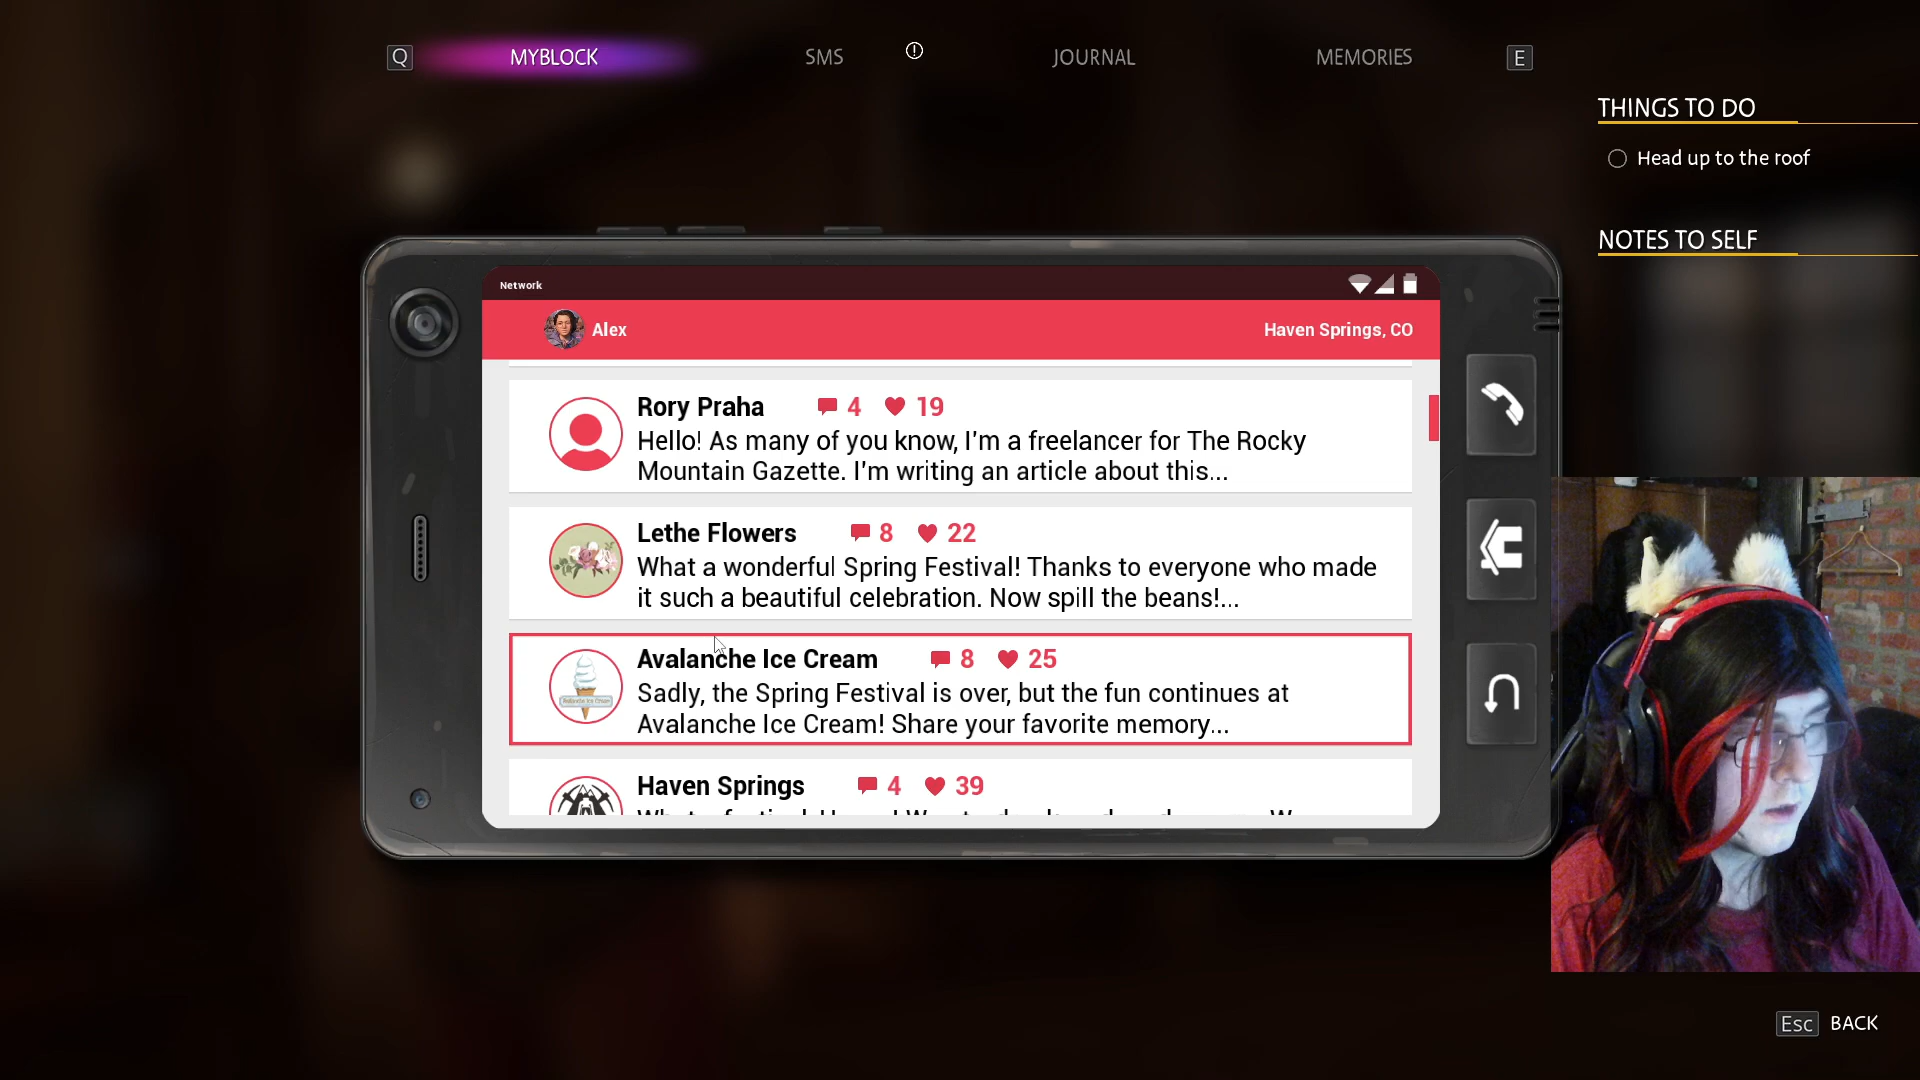 Q
MYBLOCK
SMS
JOURNAL
MEMORIES
E
THINGS TO DO
Head up to the roof
NOTES TO SELF
Network
Alex
Haven Springs, CO
Rory Praha 4 19
Hello! As many of you know, I'm a freelancer for The Rocky
Mountain Gazette. I'm writing an article about this...
Lethe Flowers 8 22
What a wonderful Spring Festival! Thanks to everyone who made
it such a beautiful celebration. Now spill the beans!...
Avalanche Ice Cream 8 25
Sadly, the Spring Festival is over, but the fun continues at
Avalanche Ice Cream! Share your favorite memory...
Haven Springs 4 39
Esc BACK